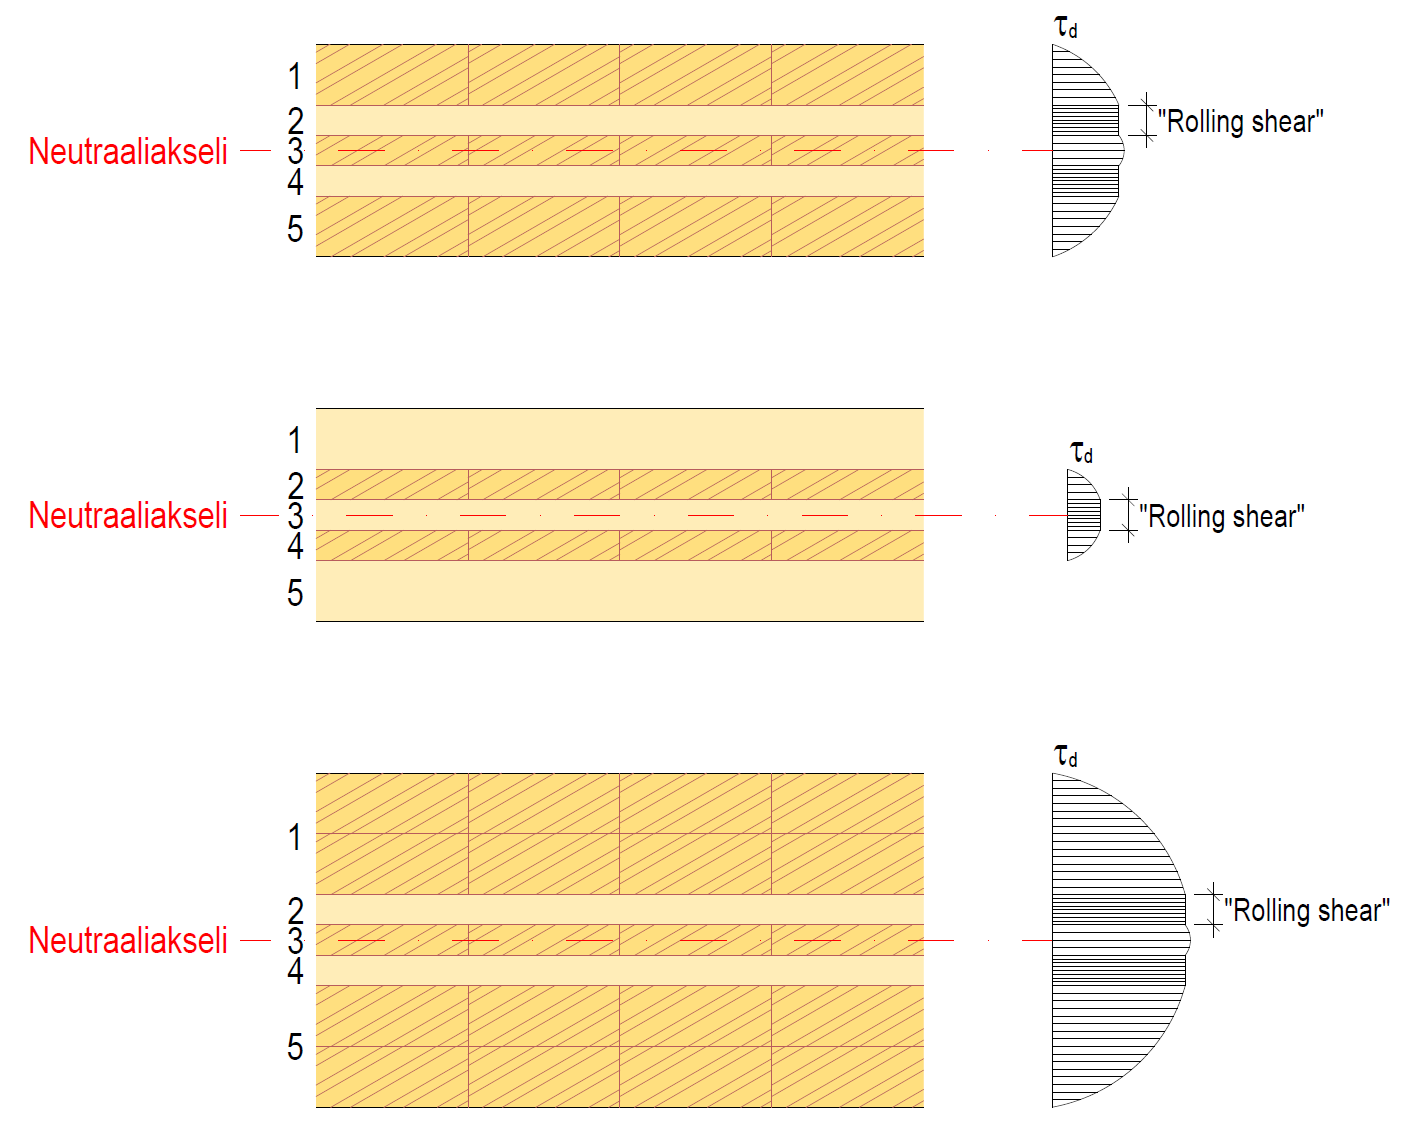 τd
1
2
"Rolling shear"
Neutraaliakseli
3
4
5
τd
1
2
Neutraaliakseli
3
"Rolling shear"
4
5
τd
1
2
"Rolling shear"
Neutraaliakseli
3
4
5